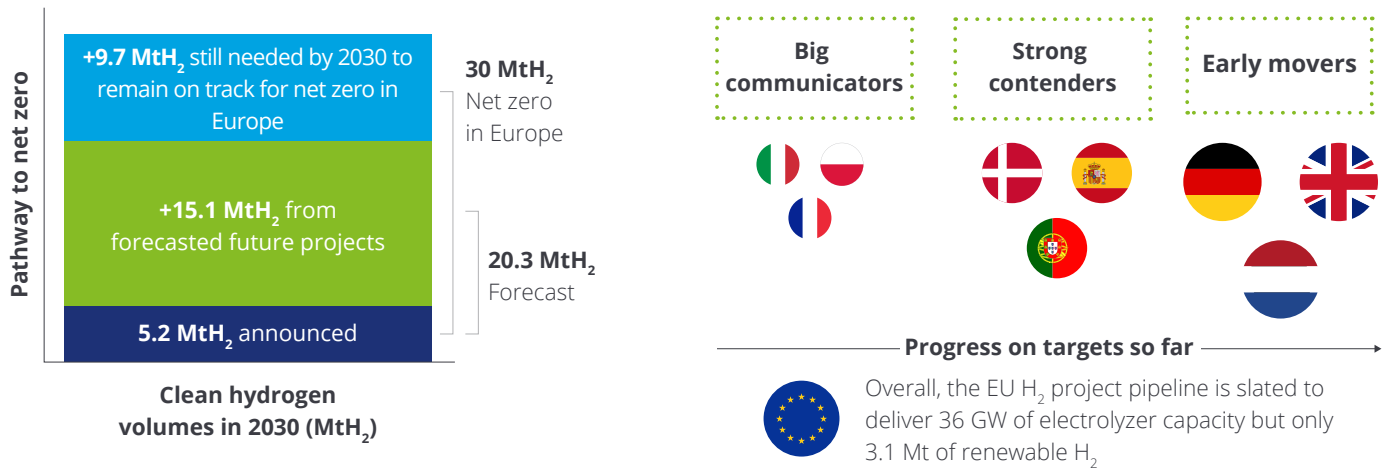 Pathway to net zero
+9.7 MtH₂ still needed by 2030 to
remain on track for net zero in
Europe
+15.1 MtH₂ from
forecasted future projects
5.2 MtH₂ announced
30 MtH₂
Net zero
in Europe
20.3 MtH₂
Forecast
Clean hydrogen
volumes in 2030 (MtH₂)
Big
communicators
Strong
contenders
Early movers
Progress on targets so far
Overall, the EU H₂ project pipeline is slated to
deliver 36 GW of electrolyzer capacity but only
3.1 Mt of renewable H₂